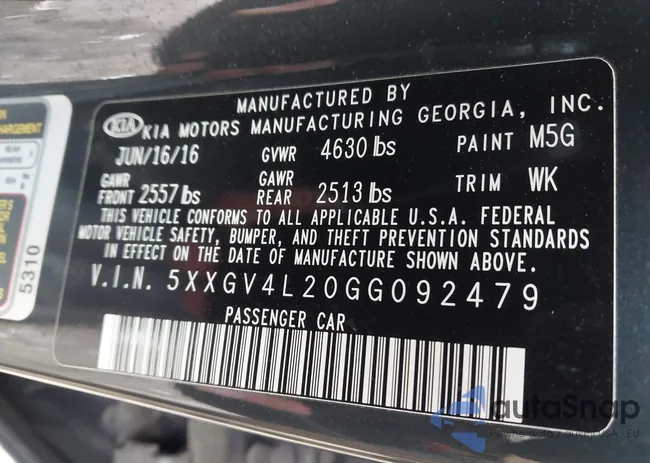 MANUFACTURED BY
KIA KIA MOTORS MANUFACTURING GEORGIA, INC.
JUN/16/16 GVWR 4630 lbs PAINT M5G
GAWR FRONT 2557 lbs GAWR REAR 2513 lbs TRIM WK
THIS VEHICLE CONFORMS TO ALL APPLICABLE U.S.A. FEDERAL
MOTOR VEHICLE SAFETY, BUMPER, AND THEFT PREVENTION STANDARDS
IN EFFECT ON THE DATE OF MANUFACTURE SHOWN ABOVE.
V.I.N. 5XXGV4L20GG092479
PASSENGER CAR
5310
autoSnap